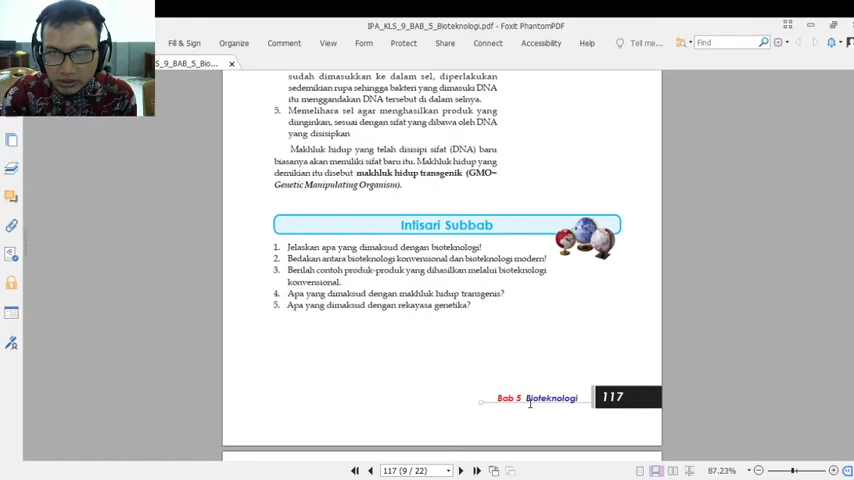 IPA_KLS_9_BAB_5_Bioteknologi.pdf - Foxit PhantomPDF
Fill & Sign Organize Comment View Form Protect Share Connect Accessibility Help Tell me... Find
S_9_BAB_5_Bio...
sudah dimasukkan ke dalam sel, diperlakukan
sedemikian rupa sehingga bakteri yang dimasuki DNA
itu menggandakan DNA tersebut di dalam selnya.
5. Memelihara sel agar menghasilkan produk yang
diinginkan, sesuai dengan sifat yang dibawa oleh DNA
yang disisipkan
Makhluk hidup yang telah disisipi sifat (DNA) baru
biasanya akan memiliki sifat baru itu. Makhluk hidup yang
demikian itu disebut makhluk hidup transgenik (GMO=
Genetic Manipulating Organism).
Intisari Subbab
1. Jelaskan apa yang dimaksud dengan bioteknologi!
2. Bedakan antara bioteknologi konvensional dan bioteknologi modern!
3. Berilah contoh produk-produk yang dihasilkan melalui bioteknologi
konvensional.
4. Apa yang dimaksud dengan makhluk hidup transgenis?
5. Apa yang dimaksud dengan rekayasa genetika?
Bab 5 Bioteknologi 117
117 (9 / 22) 87.23%